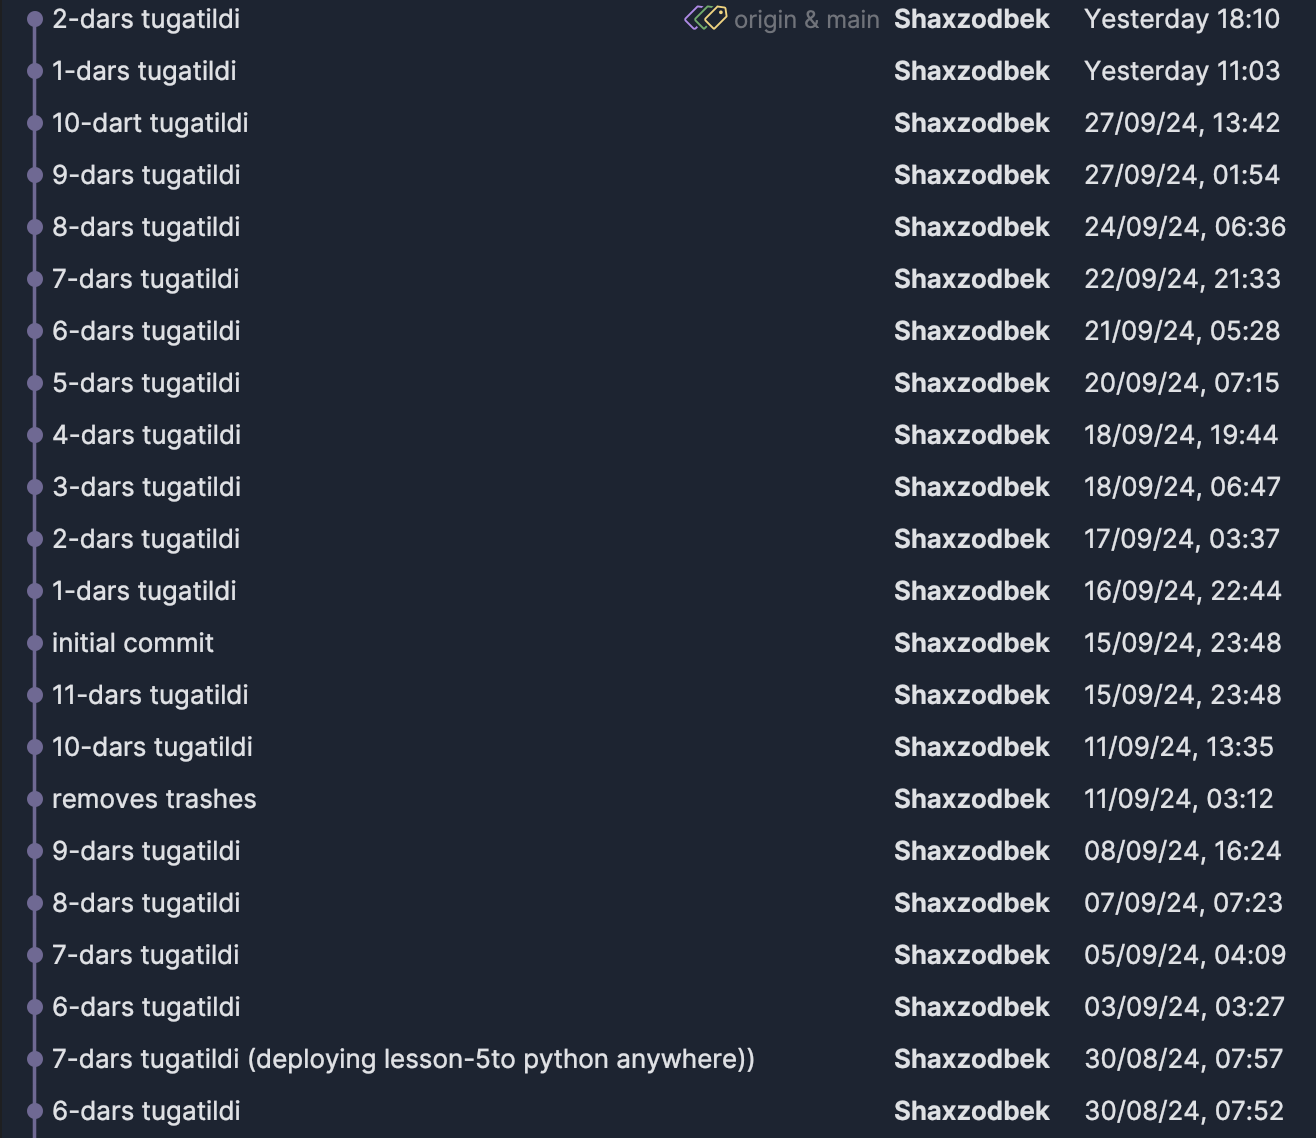 2-dars tugatildi origin & main Shaxzodbek Yesterday 18:10
1-dars tugatildi Shaxzodbek Yesterday 11:03
10-dart tugatildi Shaxzodbek 27/09/24, 13:42
9-dars tugatildi Shaxzodbek 27/09/24, 01:54
8-dars tugatildi Shaxzodbek 24/09/24, 06:36
7-dars tugatildi Shaxzodbek 22/09/24, 21:33
6-dars tugatildi Shaxzodbek 21/09/24, 05:28
5-dars tugatildi Shaxzodbek 20/09/24, 07:15
4-dars tugatildi Shaxzodbek 18/09/24, 19:44
3-dars tugatildi Shaxzodbek 18/09/24, 06:47
2-dars tugatildi Shaxzodbek 17/09/24, 03:37
1-dars tugatildi Shaxzodbek 16/09/24, 22:44
initial commit Shaxzodbek 15/09/24, 23:48
11-dars tugatildi Shaxzodbek 15/09/24, 23:48
10-dars tugatildi Shaxzodbek 11/09/24, 13:35
removes trashes Shaxzodbek 11/09/24, 03:12
9-dars tugatildi Shaxzodbek 08/09/24, 16:24
8-dars tugatildi Shaxzodbek 07/09/24, 07:23
7-dars tugatildi Shaxzodbek 05/09/24, 04:09
6-dars tugatildi Shaxzodbek 03/09/24, 03:27
7-dars tugatildi (deploying lesson-5to python anywhere)) Shaxzodbek 30/08/24, 07:57
6-dars tugatildi Shaxzodbek 30/08/24, 07:52